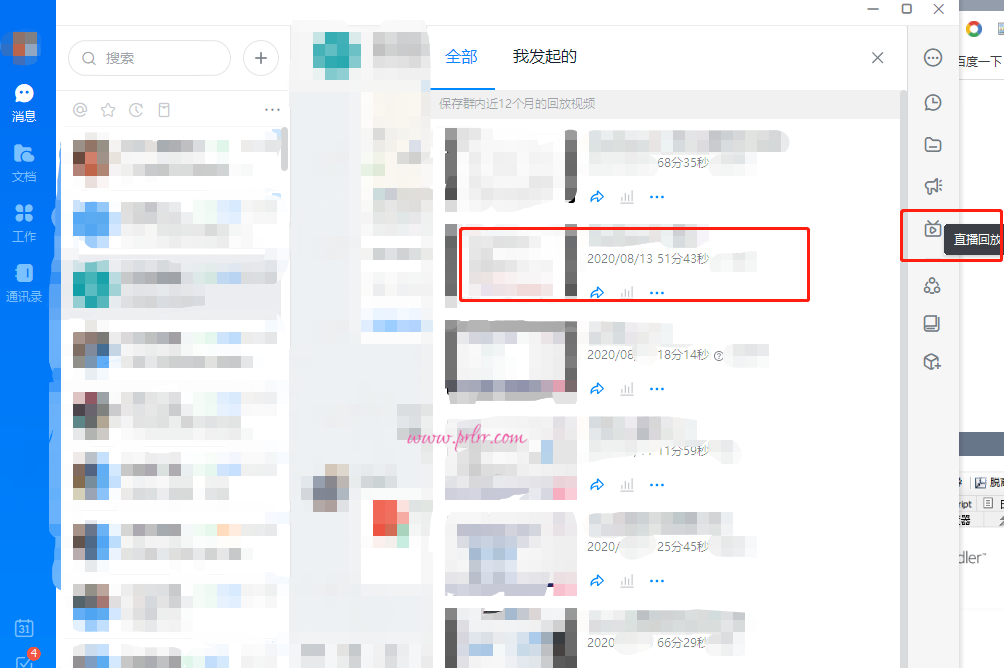 搜索
全部
我发起的
百度一下
消息
保存群内近12个月的回放视频
68分35秒
文档
工作
2020/08/13 51分43秒
直播回放
通讯录
2020/08 18分14秒
www.prlrr.com
11分59秒
2020/ 25分45秒
31
2020 66分29秒
4